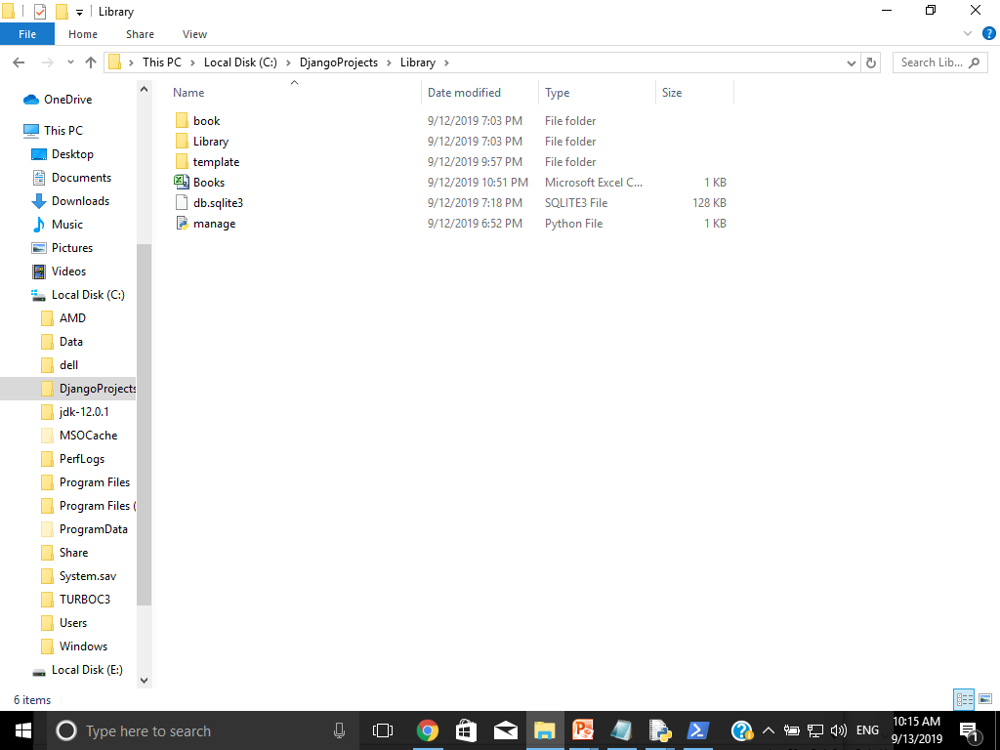 Library
File Home Share View
This PC Local Disk (C:) DjangoProjects Library
Search Lib...
OneDrive
This PC
Desktop
Documents
Downloads
Music
Pictures
Videos
Local Disk (C:)
AMD
Data
dell
DjangoProjects
jdk-12.0.1
MSOCache
PerfLogs
Program Files
Program Files (
ProgramData
Share
System.sav
TURBOC3
Users
Windows
Local Disk (E:)
Name Date modified Type Size
book 9/12/2019 7:03 PM File folder
Library 9/12/2019 7:03 PM File folder
template 9/12/2019 9:57 PM File folder
Books 9/12/2019 10:51 PM Microsoft Excel C... 1 KB
db.sqlite3 9/12/2019 7:18 PM SQLITE3 File 128 KB
manage 9/12/2019 6:52 PM Python File 1 KB
6 items
Type here to search
ENG
10:15 AM
9/13/2019
1